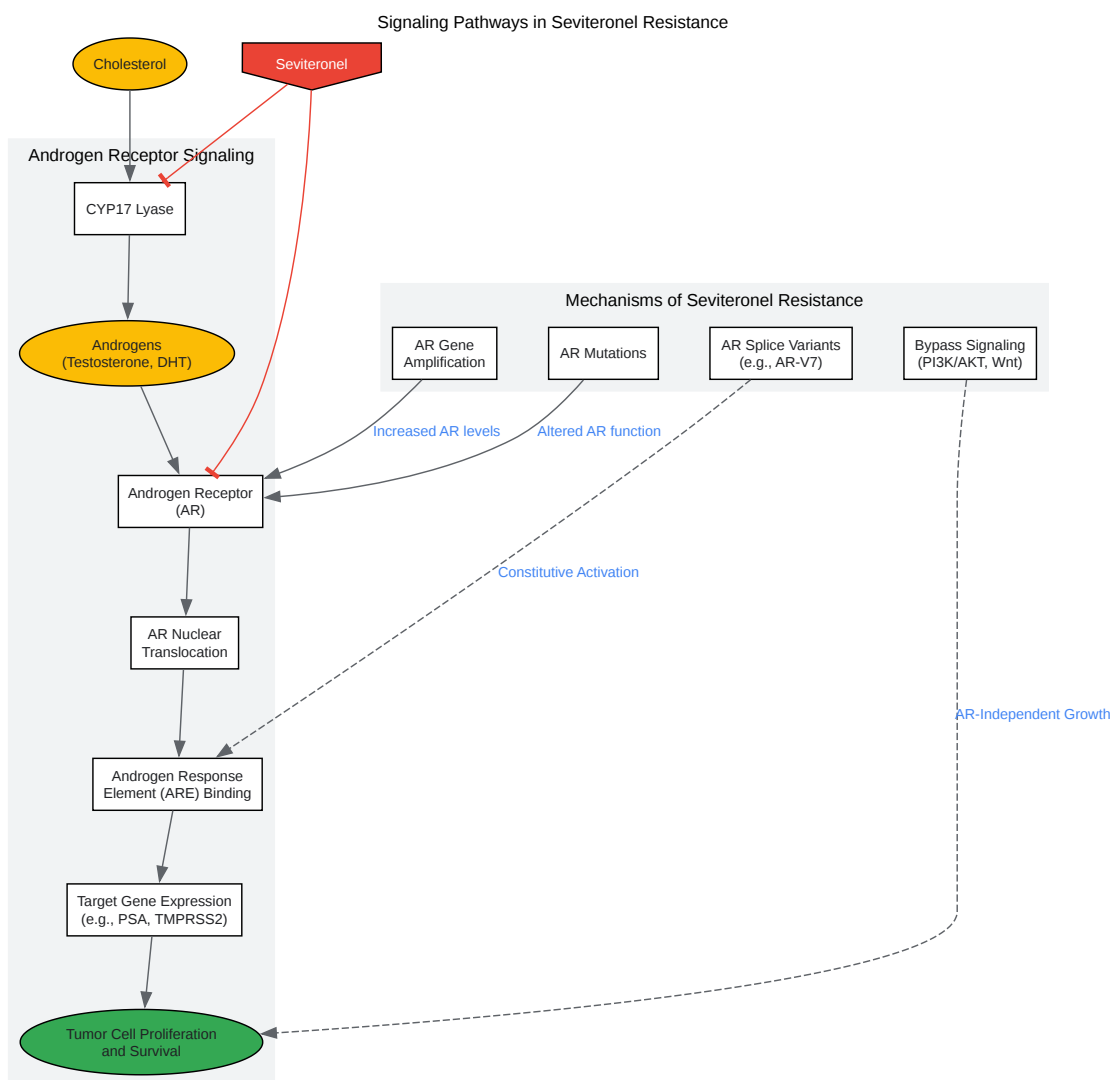 Signaling Pathways in Seviteronel Resistance
Cholesterol
Seviteronel
Androgen Receptor Signaling
CYP17 Lyase
Androgens
(Testosterone, DHT)
Mechanisms of Seviteronel Resistance
AR Gene
Amplification
AR Mutations
AR Splice Variants
(e.g., AR-V7)
Bypass Signaling
(PI3K/AKT, Wnt)
Increased AR levels
Altered AR function
Androgen Receptor
(AR)
Constitutive Activation
AR Nuclear
Translocation
AR-Independent Growth
Androgen Response
Element (ARE) Binding
Target Gene Expression
(e.g., PSA, TMPRSS2)
Tumor Cell Proliferation
and Survival